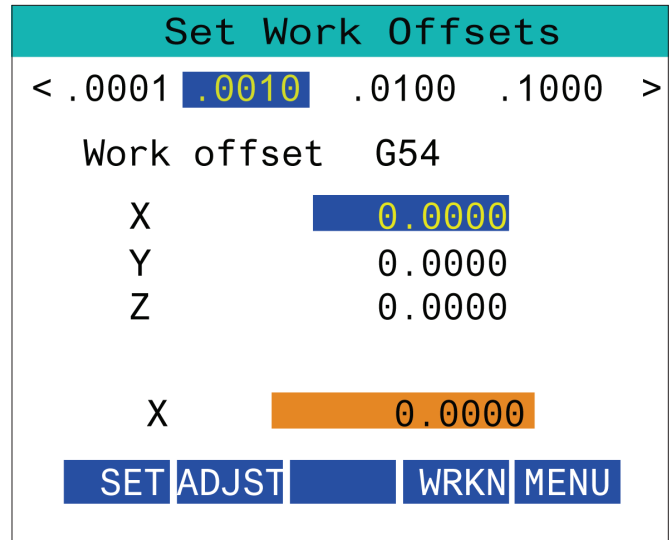 Set Work Offsets
< .0001 .0010 .0100 .1000 >
Work offset G54
X 0.0000
Y 0.0000
Z 0.0000
X 0.0000
SET ADJST WRKN MENU